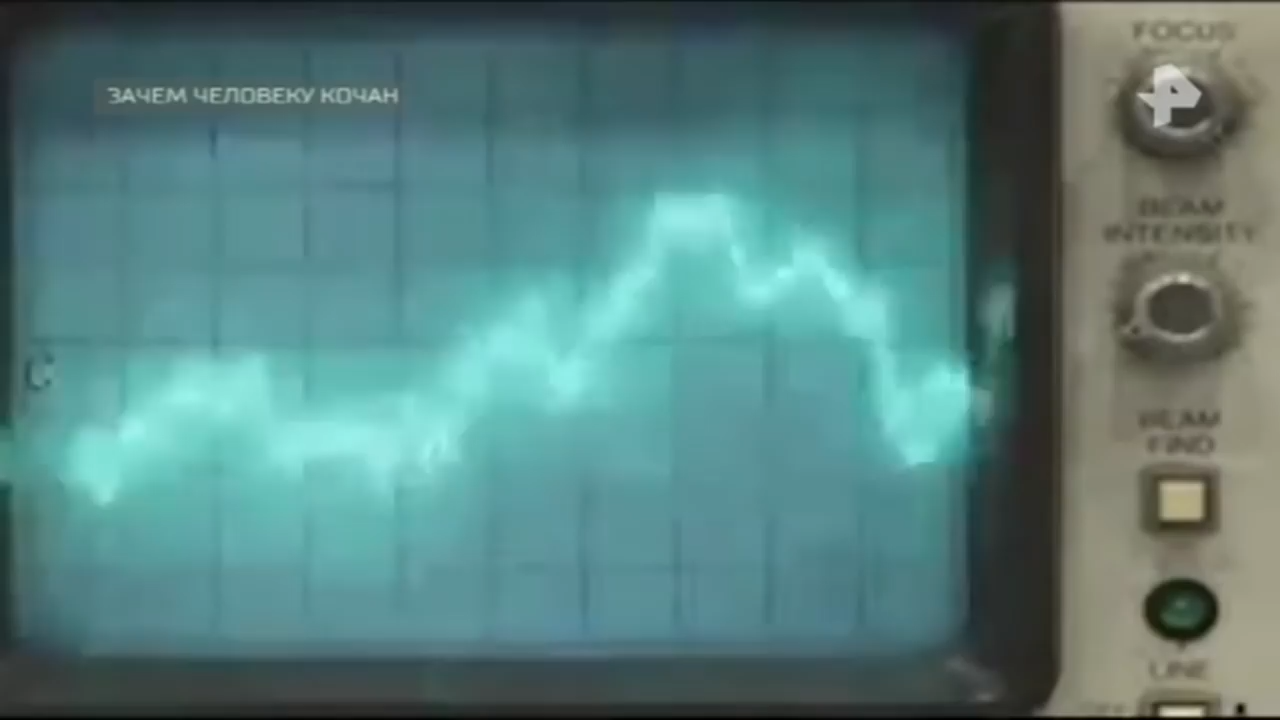 FOCUS
ЗАЧЕМ ЧЕЛОВЕКУ КОЧАН
BEAM
INTENSITY
BEAM
FIND
LINE